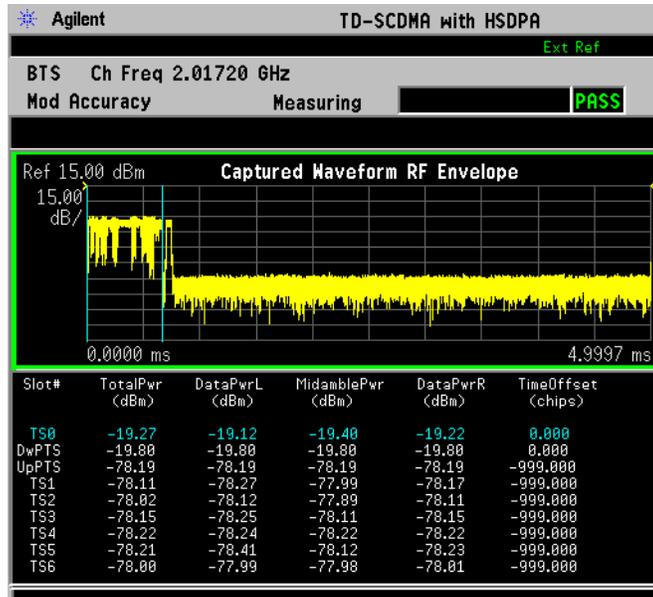 Agilent TD-SCDMA with HSDPA
Ext Ref
BTS Ch Freq 2.01720 GHz
Mod Accuracy Measuring PASS
Ref 15.00 dBm Captured Waveform RF Envelope
15.00
dB/
0.0000 ms 4.9997 ms
Slot# TotalPwr DataPwrL MidamblePwr DataPwrR TimeOffset
(dBm) (dBm) (dBm) (dBm) (chips)
TS0 -19.27 -19.12 -19.40 -19.22 0.000
DwPTS -19.80 -19.80 -19.80 -19.80 0.000
UpPTS -78.19 -78.19 -78.19 -78.19 -999.000
TS1 -78.11 -78.27 -77.99 -78.17 -999.000
TS2 -78.02 -78.12 -77.89 -78.11 -999.000
TS3 -78.15 -78.25 -78.11 -78.15 -999.000
TS4 -78.22 -78.24 -78.22 -78.22 -999.000
TS5 -78.21 -78.41 -78.12 -78.23 -999.000
TS6 -78.00 -77.99 -77.98 -78.01 -999.000